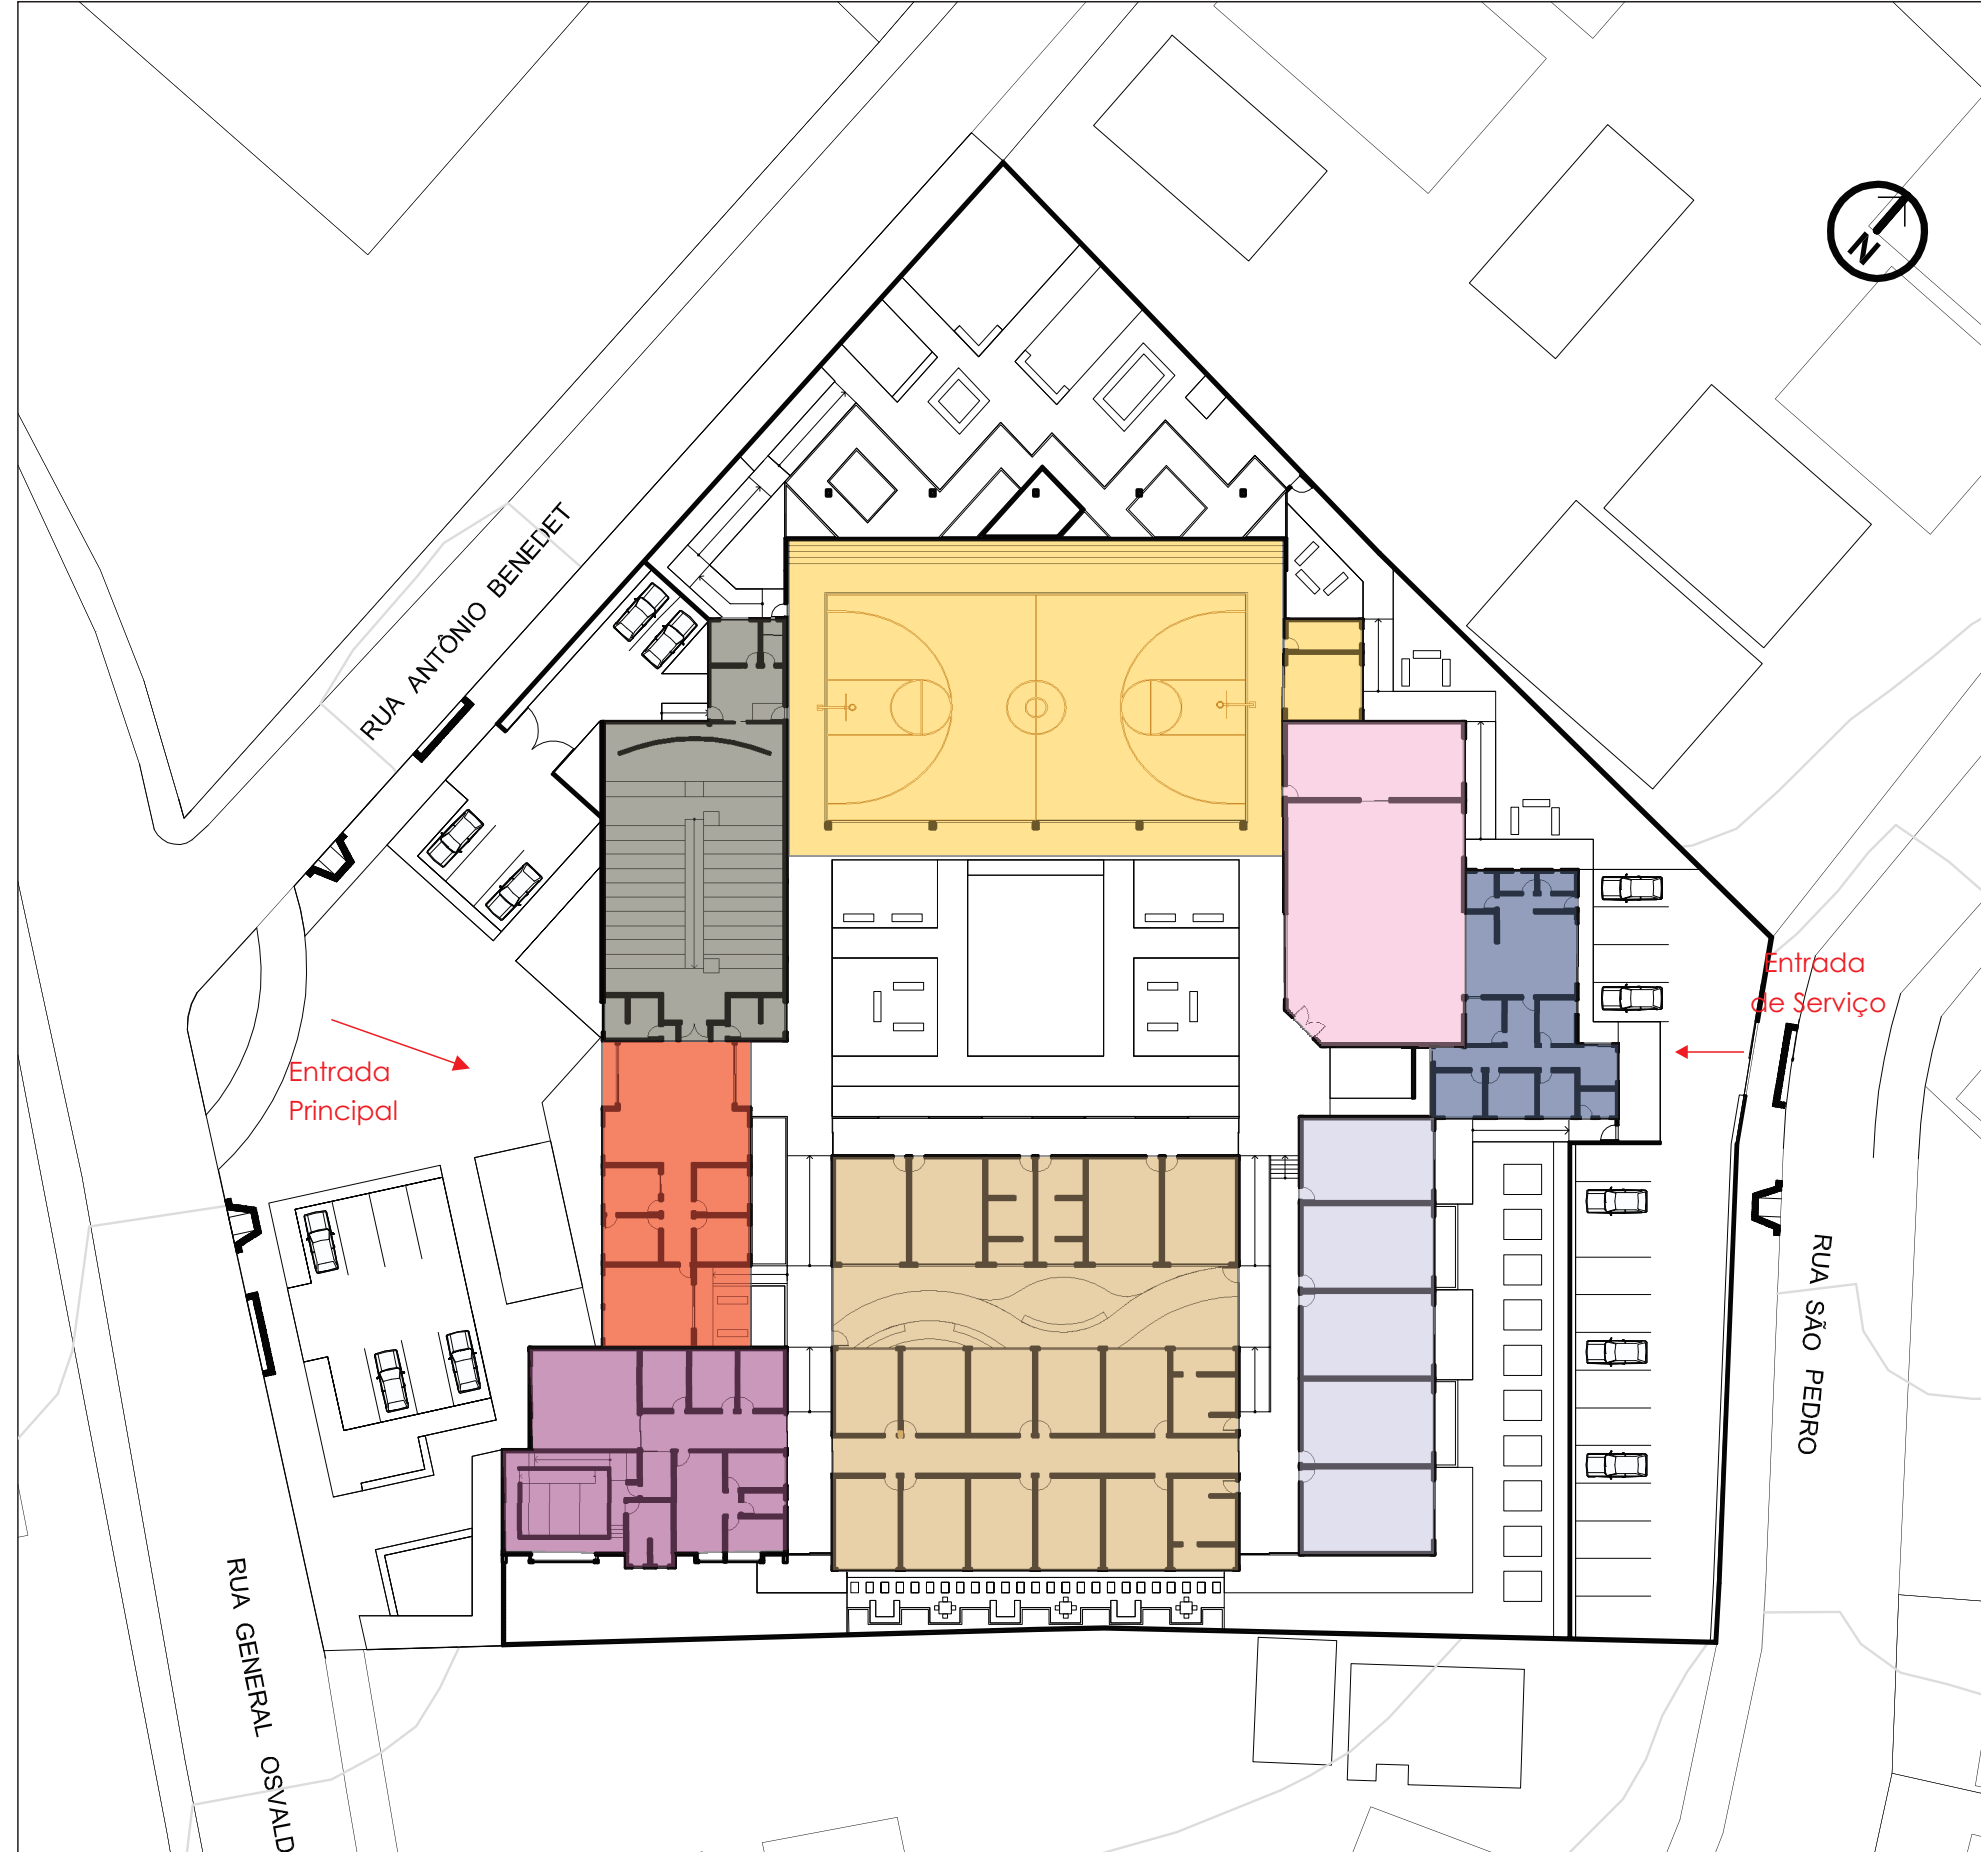 N
RUA ANTÔNIO BENEDET
Entrada
de Serviço
Entrada
Principal
RUA SÃO PEDRO
RUA GENERAL OSVALD